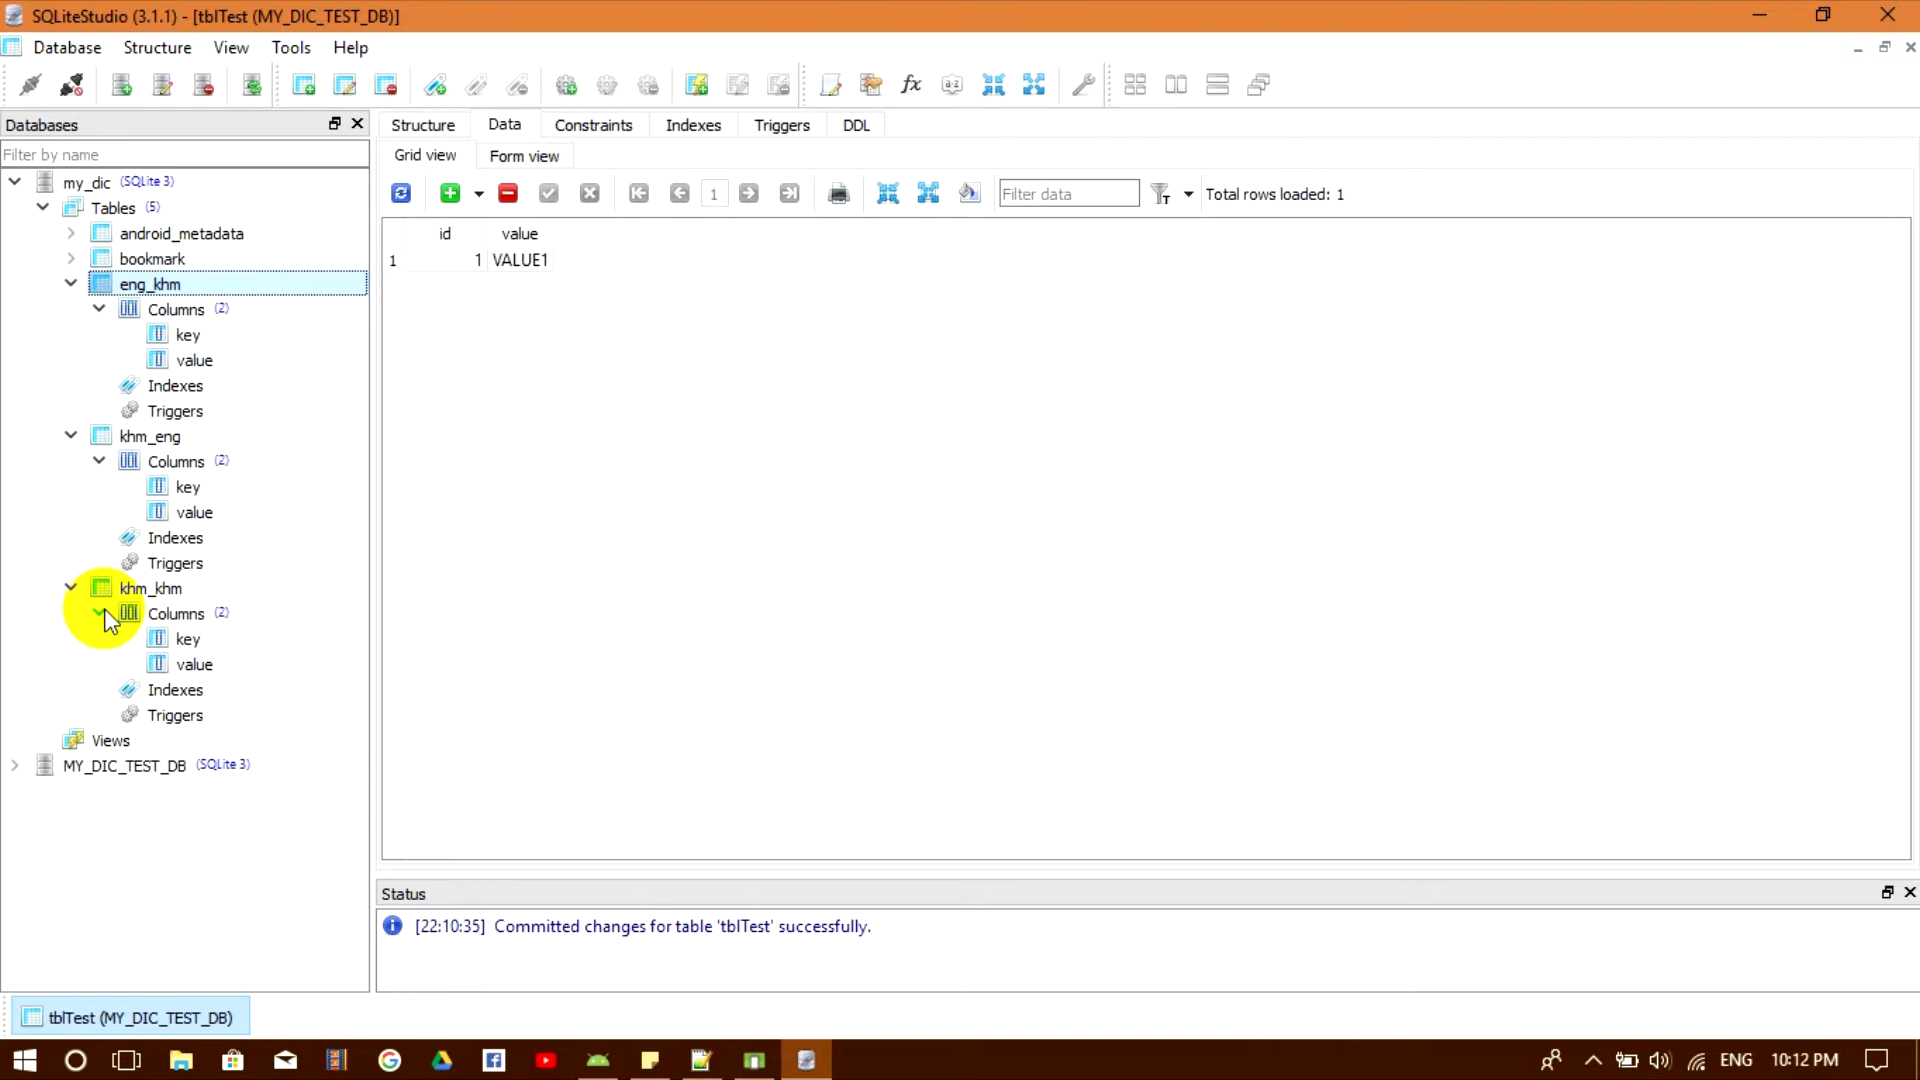 SQLiteStudio (3.1.1) - [tblTest (MY_DIC_TEST_DB)]
Database Structure View Tools Help
Databases
Filter by name
my_dic (SQLite 3)
Tables (5)
android_metadata
bookmark
eng_khm
Columns (2)
key
value
Indexes
Triggers
khm_eng
Columns (2)
key
value
Indexes
Triggers
khm_khm
Columns (2)
key
value
Indexes
Triggers
Views
MY_DIC_TEST_DB (SQLite 3)
Structure Data Constraints Indexes Triggers DDL
Grid view Form view
1 Filter data Total rows loaded: 1
id value
1 1 VALUE1
Status
[22:10:35] Committed changes for table 'tblTest' successfully.
tblTest (MY_DIC_TEST_DB)
ENG 10:12 PM